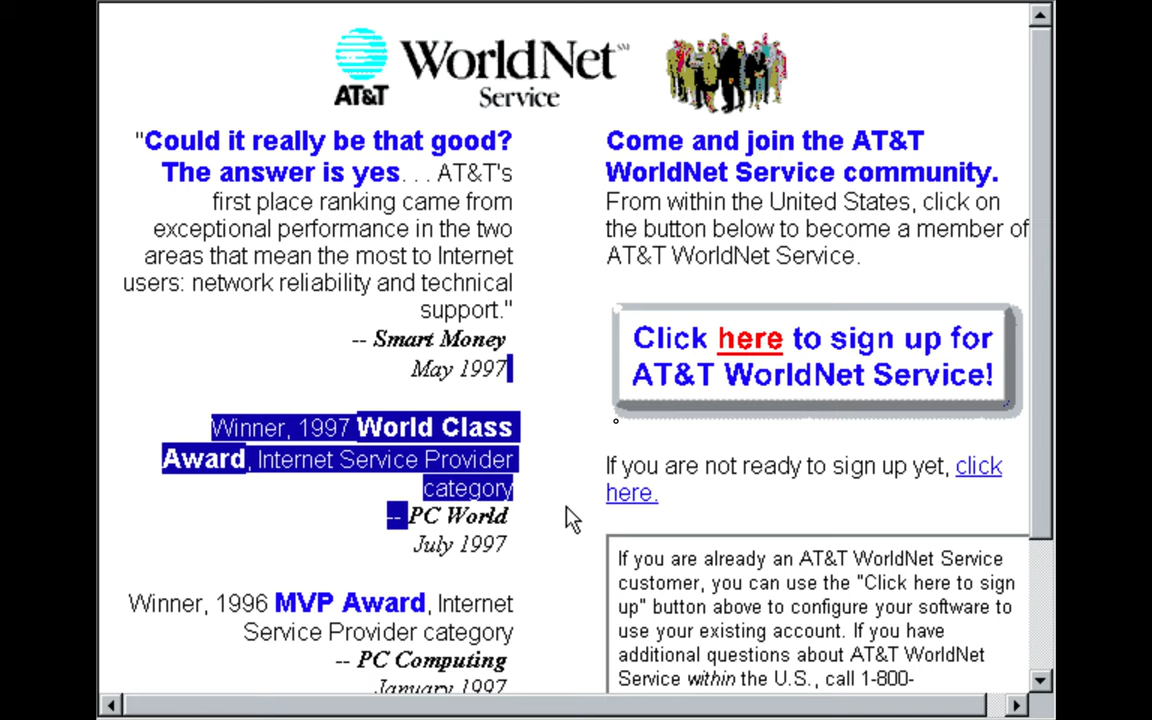 AT&T
WorldNet℠
Service
"Could it really be that good?
The answer is yes. . . AT&T's
first place ranking came from
exceptional performance in the two
areas that mean the most to Internet
users: network reliability and technical
support."
-- Smart Money
May 1997
Winner, 1997 World Class
Award, Internet Service Provider
category
-- PC World
July 1997
Winner, 1996 MVP Award, Internet
Service Provider category
-- PC Computing
January 1997
Come and join the AT&T
WorldNet Service community.
From within the United States, click on
the button below to become a member of
AT&T WorldNet Service.
Click here to sign up for
AT&T WorldNet Service!
If you are not ready to sign up yet, click
here.
If you are already an AT&T WorldNet Service
customer, you can use the "Click here to sign
up" button above to configure your software to
use your existing account. If you have
additional questions about AT&T WorldNet
Service within the U.S., call 1-800-